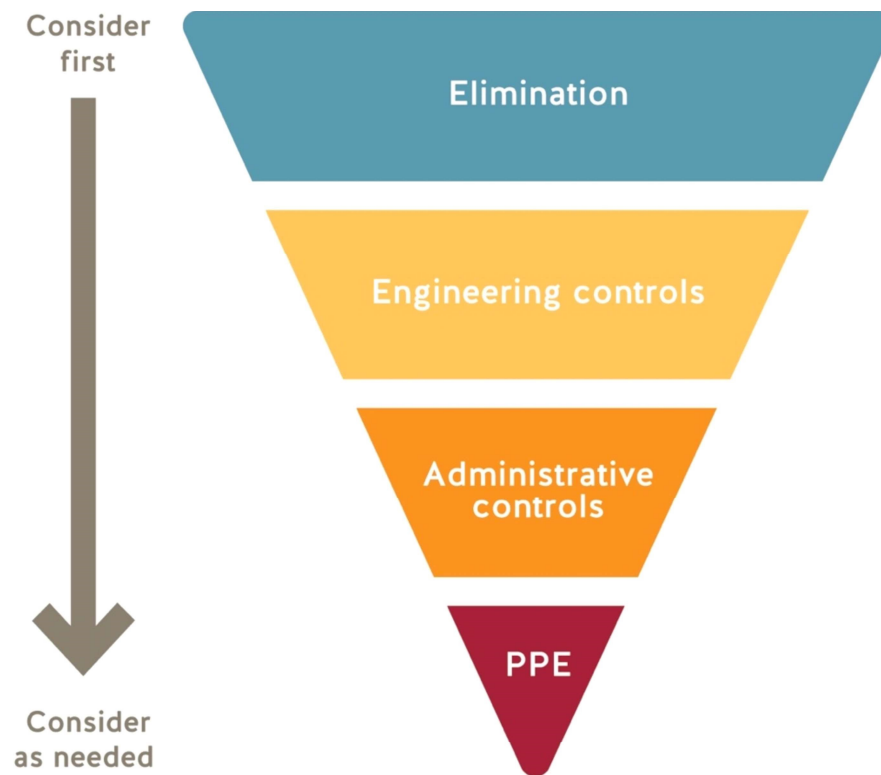 Consider
first
Elimination
Engineering controls
Administrative
controls
PPE
Consider
as needed